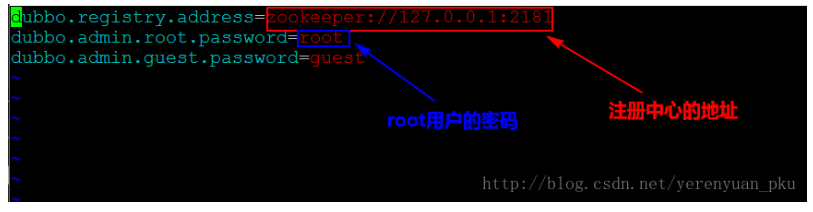 dubbo.registry.address=zookeeper://127.0.0.1:2181
dubbo.admin.root.password=root
dubbo.admin.guest.password=guest
~
~
~
~
~
~
~
root用户的密码
注册中心的地址
http://blog.csdn.net/yerenyuan_pku